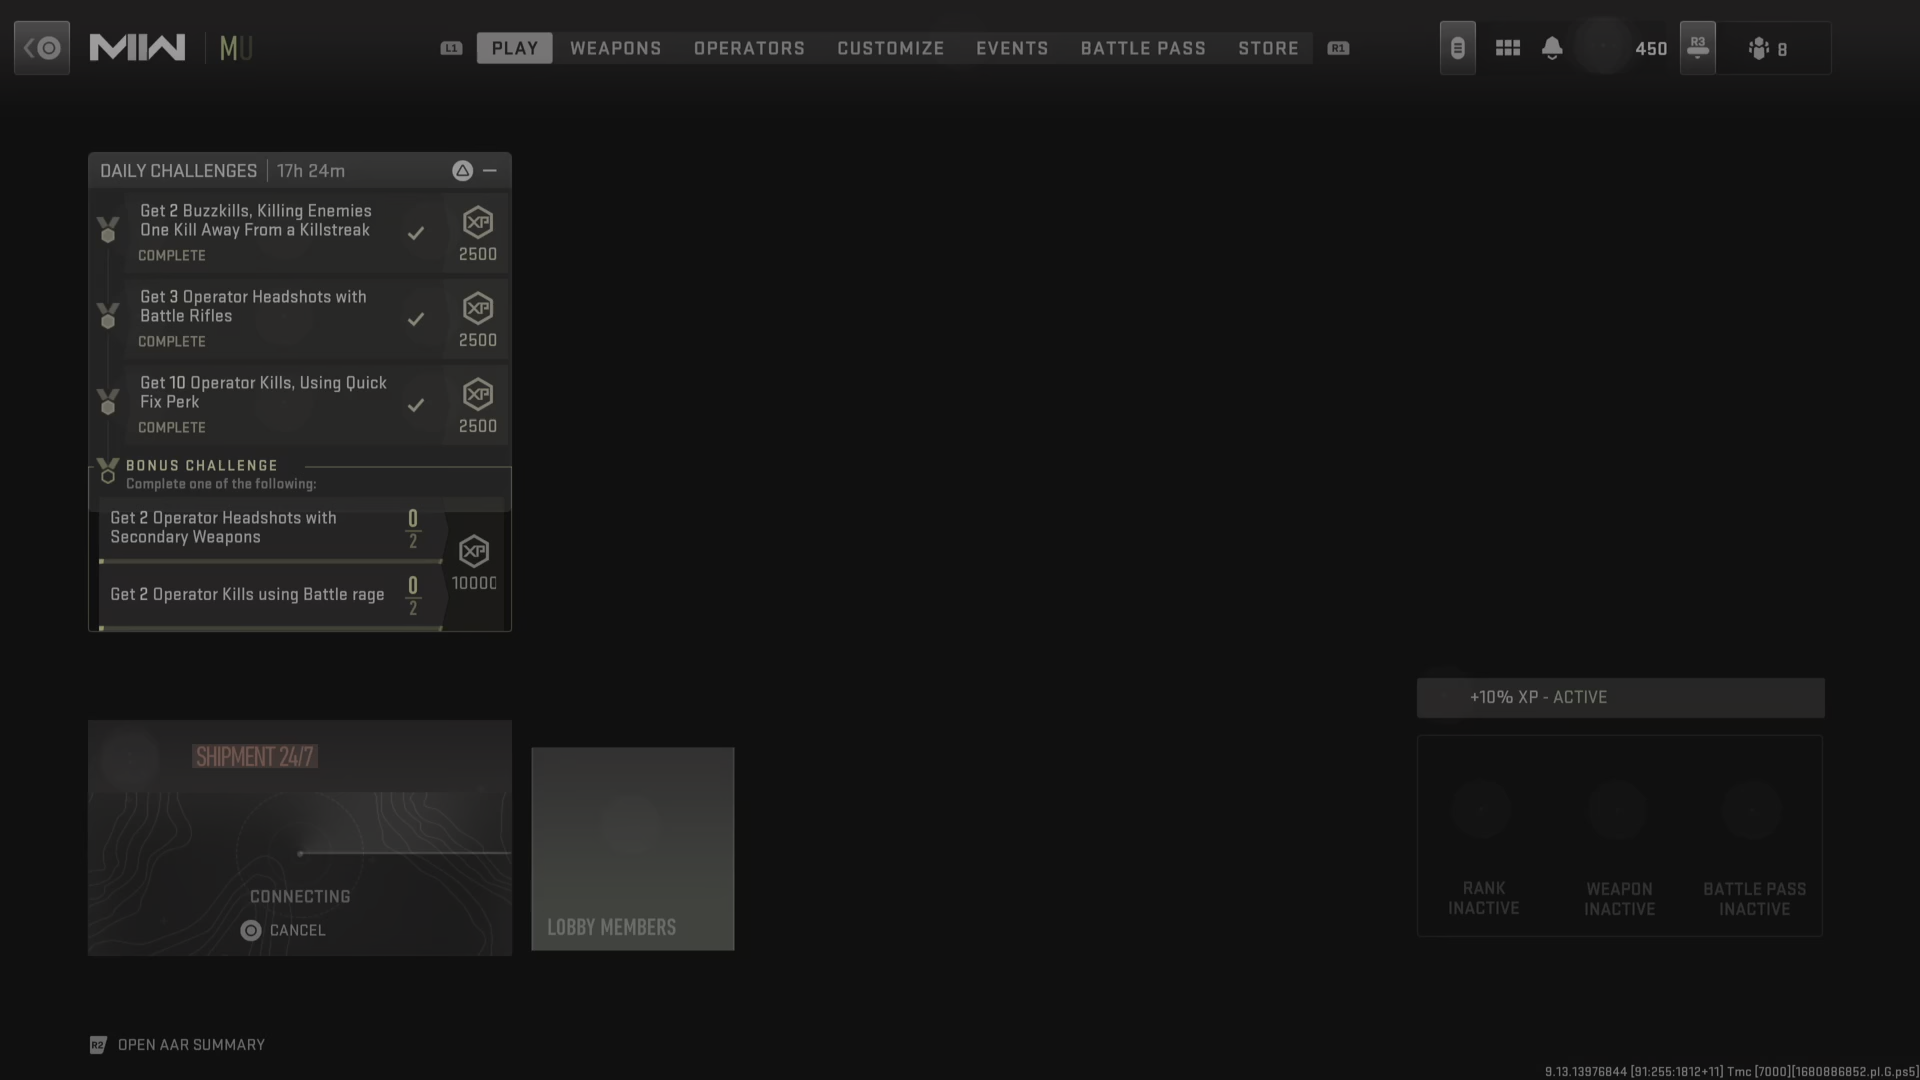 MW MU
L1 PLAY WEAPONS OPERATORS CUSTOMIZE EVENTS BATTLE PASS STORE R1
450 R3 8
DAILY CHALLENGES 17h 24m
Get 2 Buzzkills, Killing Enemies
One Kill Away From a Killstreak
COMPLETE
XP
2500
Get 3 Operator Headshots with
Battle Rifles
COMPLETE
XP
2500
Get 10 Operator Kills, Using Quick
Fix Perk
COMPLETE
XP
2500
BONUS CHALLENGE
Complete one of the following:
Get 2 Operator Headshots with
Secondary Weapons
0
2
Get 2 Operator Kills using Battle rage
0
2
XP
10000
+10% XP - ACTIVE
SHIPMENT 24/7
CONNECTING
CANCEL
LOBBY MEMBERS
RANK
INACTIVE
WEAPON
INACTIVE
BATTLE PASS
INACTIVE
R2 OPEN AAR SUMMARY
9.13.13976844 [91:255:1812+11] Tmc [7000][1680886852.pl.G.ps5]